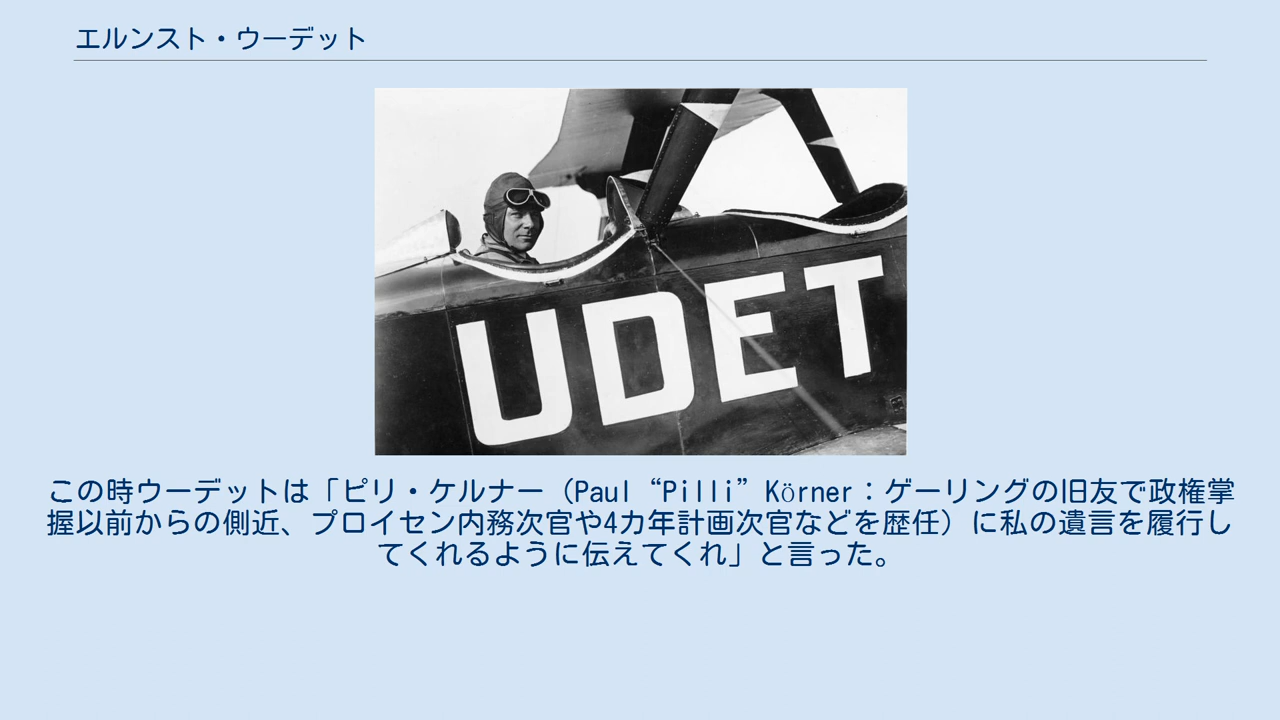 エルンスト・ウーデット
UDET
この時ウーデットは「ピリ・ケルナー（Paul “Pilli” Körner：ゲーリングの旧友で政権掌
握以前からの側近、プロイセン内務次官や4カ年計画次官などを歴任）に私の遺言を履行し
てくれるように伝えてくれ」と言った。